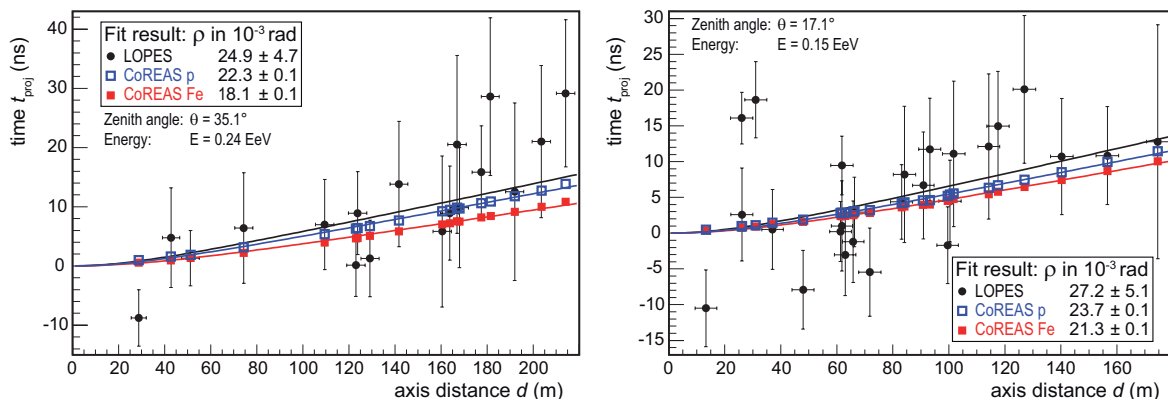 Fit result: ρ in 10⁻³ rad
LOPES 24.9 ± 4.7
CoREAS p 22.3 ± 0.1
CoREAS Fe 18.1 ± 0.1
Zenith angle: θ = 35.1°
Energy: E = 0.24 EeV
time t_proj (ns)
50
40
30
20
10
0
-10
0 20 40 60 80 100 120 140 160 180 200
axis distance d (m)
Zenith angle: θ = 17.1°
Energy: E = 0.15 EeV
time t_proj (ns)
30
25
20
15
10
5
0
-5
-10
-15
Fit result: ρ in 10⁻³ rad
LOPES 27.2 ± 5.1
CoREAS p 23.7 ± 0.1
CoREAS Fe 21.3 ± 0.1
0 20 40 60 80 100 120 140 160
axis distance d (m)